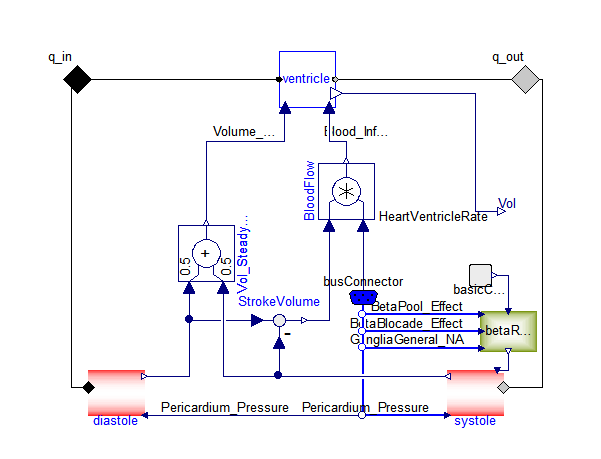 q_in
q_out
ventricle
Volume_...
Blood_Inf...
BloodFlow
HeartVentricleRate
Vol
0.5
+
0.5
Vol_Steady...
busConnector
basicC...
StrokeVolume
-
BetaPool_Effect
BetaBlocade_Effect
GangliaGeneral_NA
betaR...
Pericardium_Pressure
Pericardium_Pressure
diastole
systole